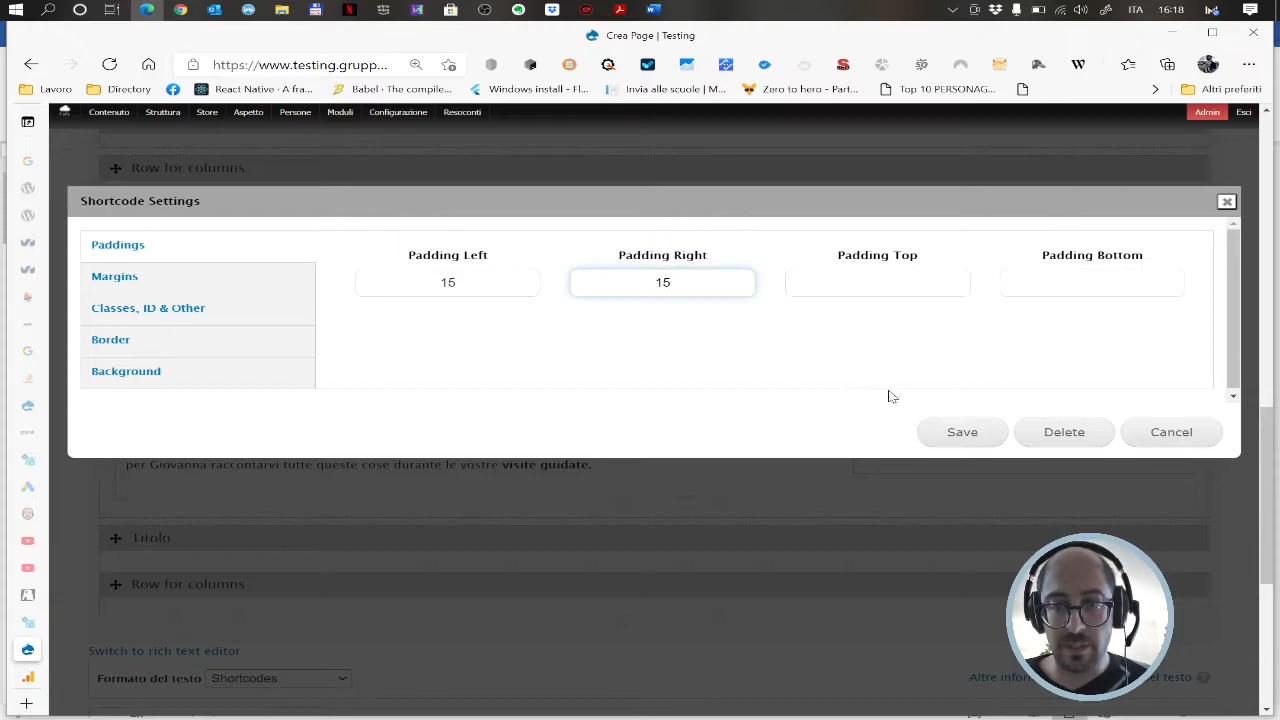 ITA 16-18
Crea Page | Testing
https://www.testing.grupp...
Lavoro
Directory
React Native · A fra...
Babel · The compile...
Windows install - Fl...
Invia alle scuole | M...
Zero to hero - Part...
Top 10 PERSONAG...
Altri preferiti
Contenuto Struttura Store Aspetto Persone Moduli Configurazione Resoconti Admin Esci
Row for columns
Shortcode Settings
Paddings
Margins
Classes, ID & Other
Border
Background
Padding Left Padding Right Padding Top Padding Bottom
15 15
Save Delete Cancel
per Giovanna raccontarvi tutte queste cose durante le vostre visite guidate.
Titolo
Row for columns
Switch to rich text editor
Formato del testo Shortcodes
Altre infor el testo